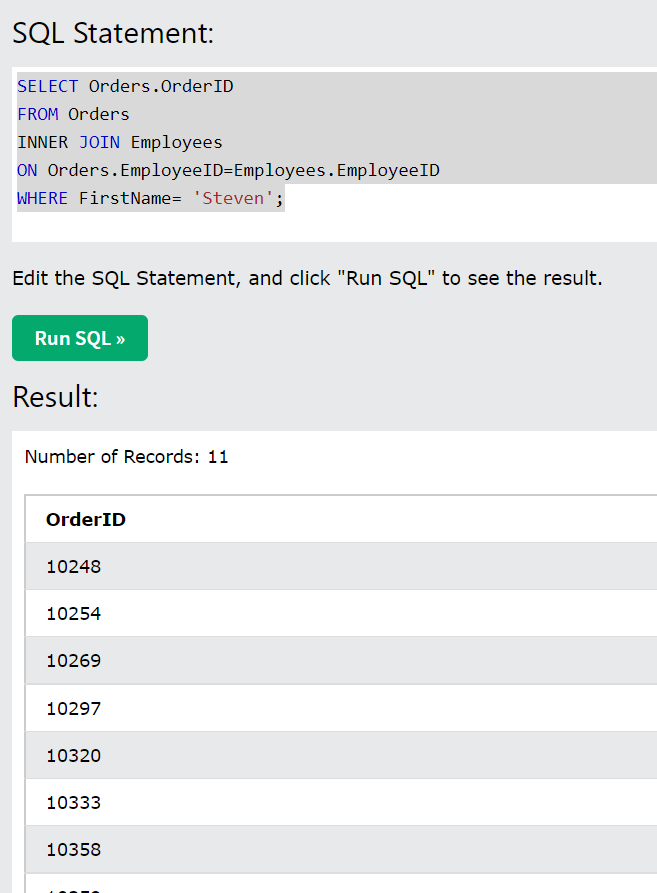 SQL Statement:
SELECT Orders.OrderID
FROM Orders
INNER JOIN Employees
ON Orders.EmployeeID=Employees.EmployeeID
WHERE FirstName= 'Steven';
Edit the SQL Statement, and click "Run SQL" to see the result.
Run SQL »
Result:
Number of Records: 11
OrderID
10248
10254
10269
10297
10320
10333
10358